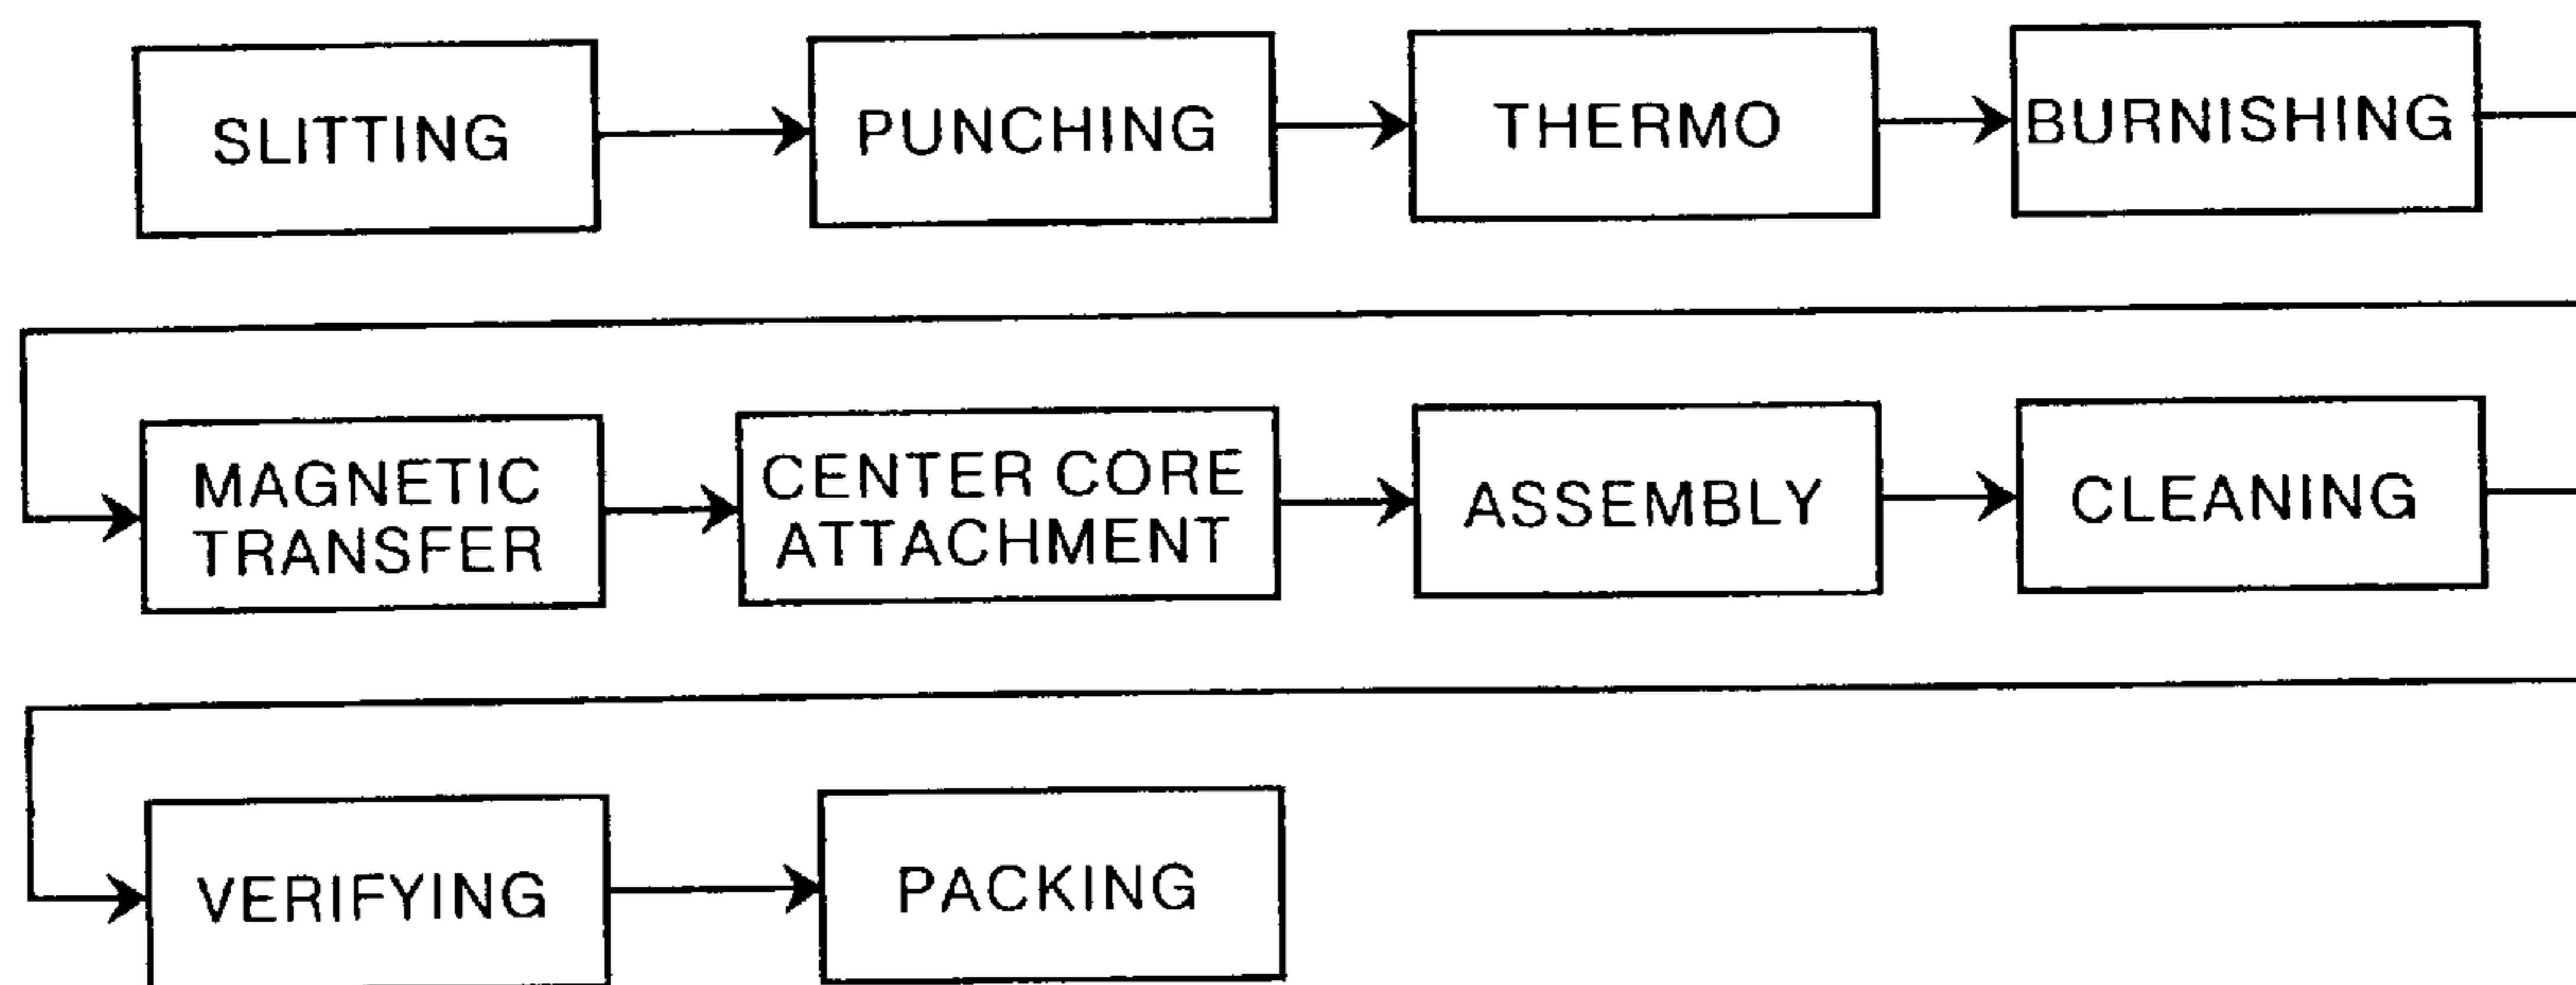 SLITTING
PUNCHING
THERMO
BURNISHING
MAGNETIC
TRANSFER
CENTER CORE
ATTACHMENT
ASSEMBLY
CLEANING
VERIFYING
PACKING